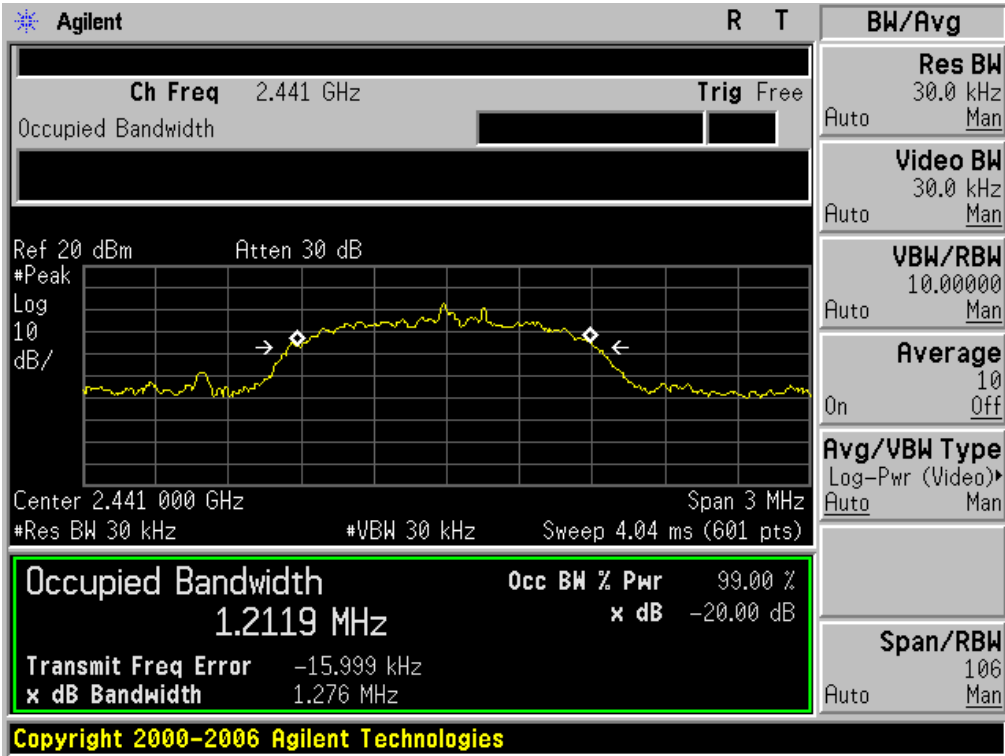 Agilent R T
Ch Freq 2.441 GHz Trig Free
Occupied Bandwidth
Ref 20 dBm Atten 30 dB
#Peak
Log
10
dB/
Center 2.441 000 GHz Span 3 MHz
#Res BW 30 kHz #VBW 30 kHz Sweep 4.04 ms (601 pts)
Occupied Bandwidth
1.2119 MHz
Occ BW % Pwr 99.00 %
x dB -20.00 dB
Transmit Freq Error -15.999 kHz
x dB Bandwidth 1.276 MHz
Copyright 2000-2006 Agilent Technologies
BW/Avg
Res BW
30.0 kHz
Auto Man
Video BW
30.0 kHz
Auto Man
VBW/RBW
10.00000
Auto Man
Average
10
On Off
Avg/VBW Type
Log-Pwr (Video)▸
Auto Man
Span/RBW
106
Auto Man